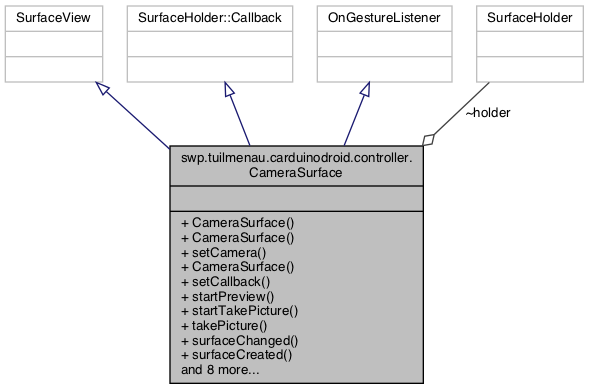 SurfaceView
SurfaceHolder::Callback
OnGestureListener
SurfaceHolder
~holder
swp.tuilmenau.carduinodroid.controller.
CameraSurface
+ CameraSurface()
+ CameraSurface()
+ setCamera()
+ CameraSurface()
+ setCallback()
+ startPreview()
+ startTakePicture()
+ takePicture()
+ surfaceChanged()
+ surfaceCreated()
and 8 more...